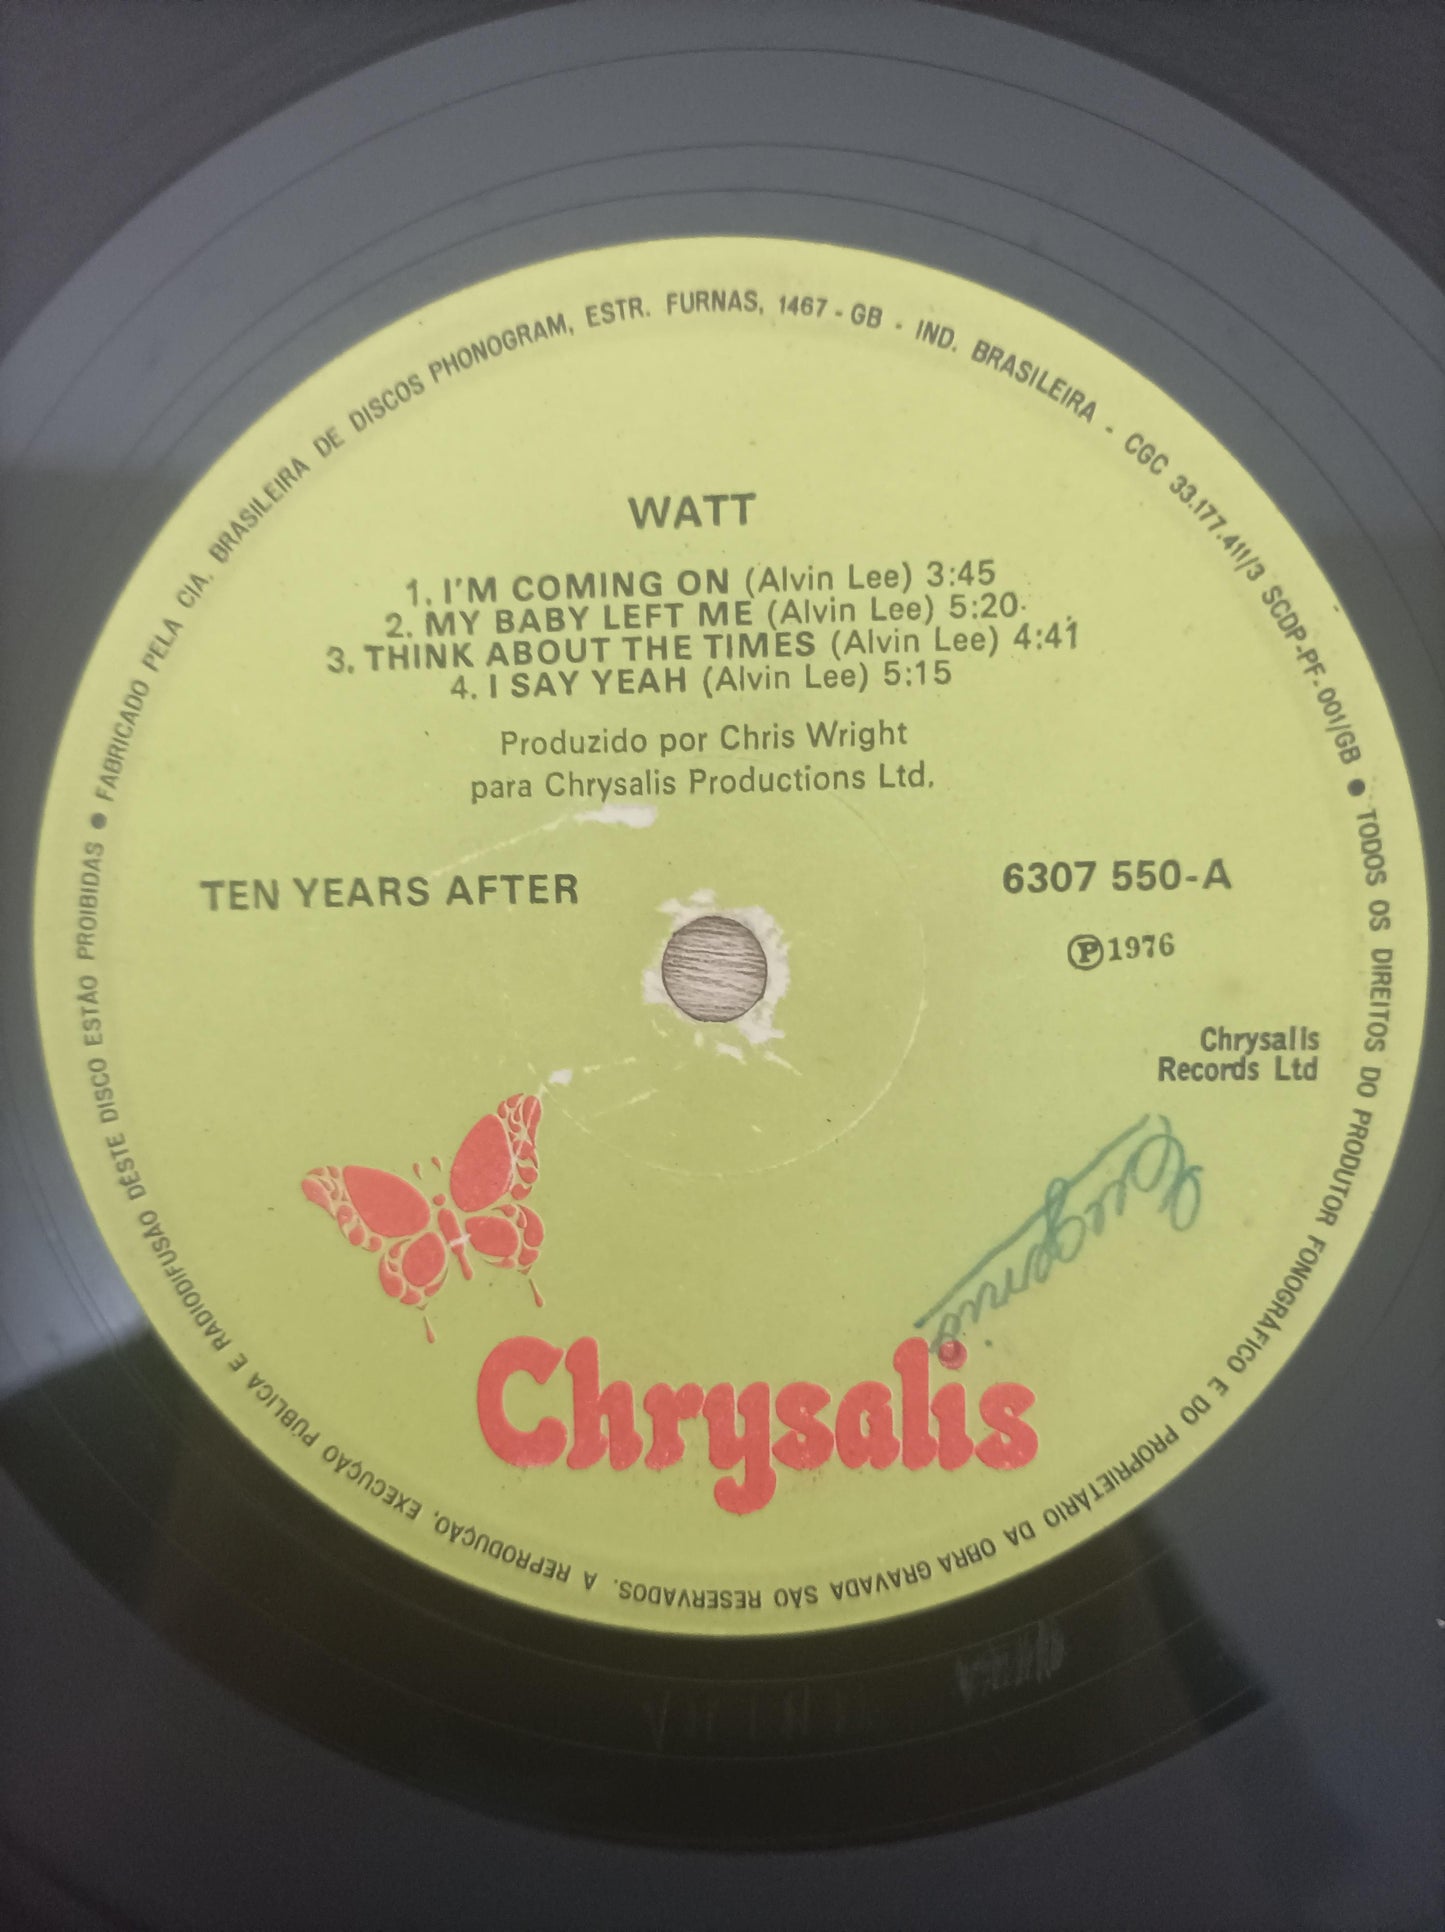 FABRICADO PELA CIA. BRASILEIRA DE DISCOS PHONOGRAM, ESTR. FURNAS, 1467 - GB - IND. BRASILEIRA - CGC 33.177.411/3 SCDP-PF-001/GB ● TODOS OS DIREITOS DO PRODUTOR FONOGRÁFICO E DO PROPRIETÁRIO DA OBRA GRAVADA SÃO RESERVADOS. A REPRODUÇÃO, EXECUÇÃO PÚBLICA E RADIODIFUSÃO DESTE DISCO ESTÃO PROIBIDAS ●
WATT
1. I'M COMING ON (Alvin Lee) 3:45
2. MY BABY LEFT ME (Alvin Lee) 5:20
3. THINK ABOUT THE TIMES (Alvin Lee) 4:41
4. I SAY YEAH (Alvin Lee) 5:15
Produzido por Chris Wright
para Chrysalis Productions Ltd.
TEN YEARS AFTER
6307 550-A
Ⓟ1976
Chrysalis
Records Ltd
Chrysalis